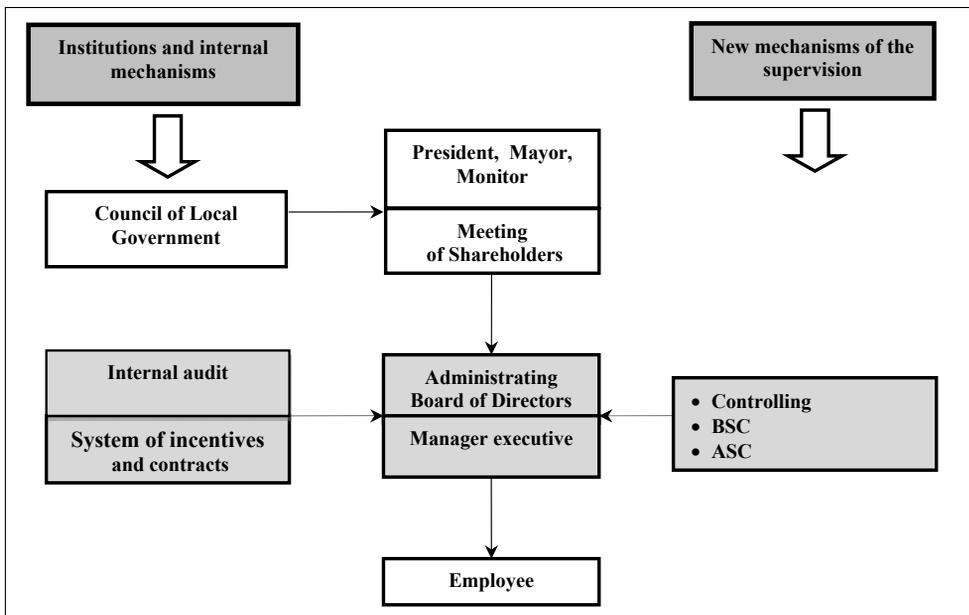 Institutions and internal
mechanisms
New mechanisms of the
supervision
President, Mayor,
Monitor
Council of Local
Government
Meeting
of Shareholders
Internal audit
System of incentives
and contracts
Administrating
Board of Directors
Manager executive
• Controlling
• BSC
• ASC
Employee